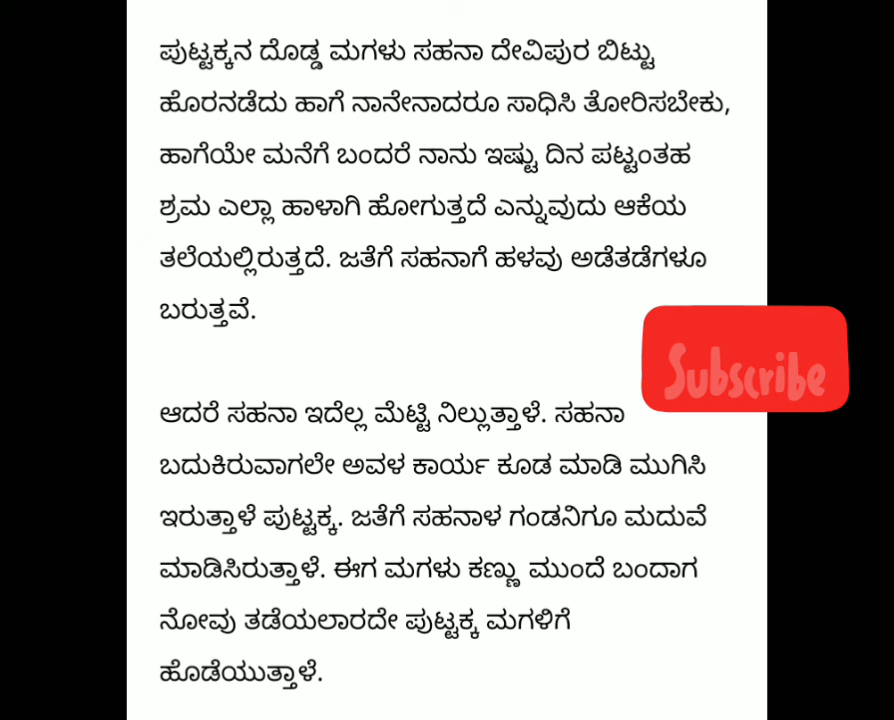 ಪುಟ್ಟಕ್ಕನ ದೊಡ್ಡ ಮಗಳು ಸಹನಾ ದೇವಿಪುರ ಬಿಟ್ಟು
ಹೊರನಡೆದು ಹಾಗೆ ನಾನೇನಾದರೂ ಸಾಧಿಸಿ ತೋರಿಸಬೇಕು,
ಹಾಗೆಯೇ ಮನೆಗೆ ಬಂದರೆ ನಾನು ಇಷ್ಟು ದಿನ ಪಟ್ಟಂತಹ
ಶ್ರಮ ಎಲ್ಲಾ ಹಾಳಾಗಿ ಹೋಗುತ್ತದೆ ಎನ್ನುವುದು ಆಕೆಯ
ತಲೆಯಲ್ಲಿರುತ್ತದೆ. ಜತೆಗೆ ಸಹನಾಗೆ ಹಳವು ಅಡೆತಡೆಗಳೂ
ಬರುತ್ತವೆ.
Subscribe
ಆದರೆ ಸಹನಾ ಇದೆಲ್ಲ ಮೆಟ್ಟಿ ನಿಲ್ಲುತ್ತಾಳೆ. ಸಹನಾ
ಬದುಕಿರುವಾಗಲೇ ಅವಳ ಕಾರ್ಯ ಕೂಡ ಮಾಡಿ ಮುಗಿಸಿ
ಇರುತ್ತಾಳೆ ಪುಟ್ಟಕ್ಕ. ಜತೆಗೆ ಸಹನಾಳ ಗಂಡನಿಗೂ ಮದುವೆ
ಮಾಡಿಸಿರುತ್ತಾಳೆ. ಈಗ ಮಗಳು ಕಣ್ಣು ಮುಂದೆ ಬಂದಾಗ
ನೋವು ತಡೆಯಲಾರದೇ ಪುಟ್ಟಕ್ಕ ಮಗಳಿಗೆ
ಹೊಡೆಯುತ್ತಾಳೆ.